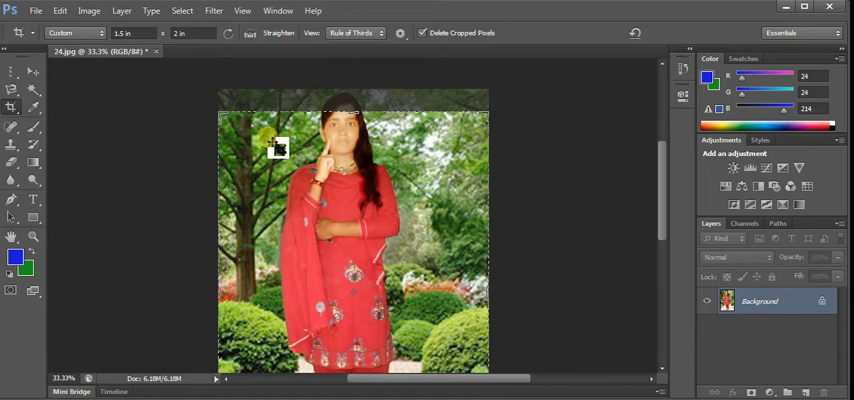 Ps File Edit Image Layer Type Select Filter View Window Help
Custom 1.5 in x 2 in Straighten View: Rule of Thirds Delete Cropped Pixels Essentials
24.jpg @ 33.3% (RGB/8#) * ×
Color Swatches
R 24
G 24
B 214
Adjustments Styles
Add an adjustment
Layers Channels Paths
Kind
Normal Opacity: 100%
Lock: Fill: 100%
Background
33.33% Doc: 6.18M/6.18M
Mini Bridge Timeline